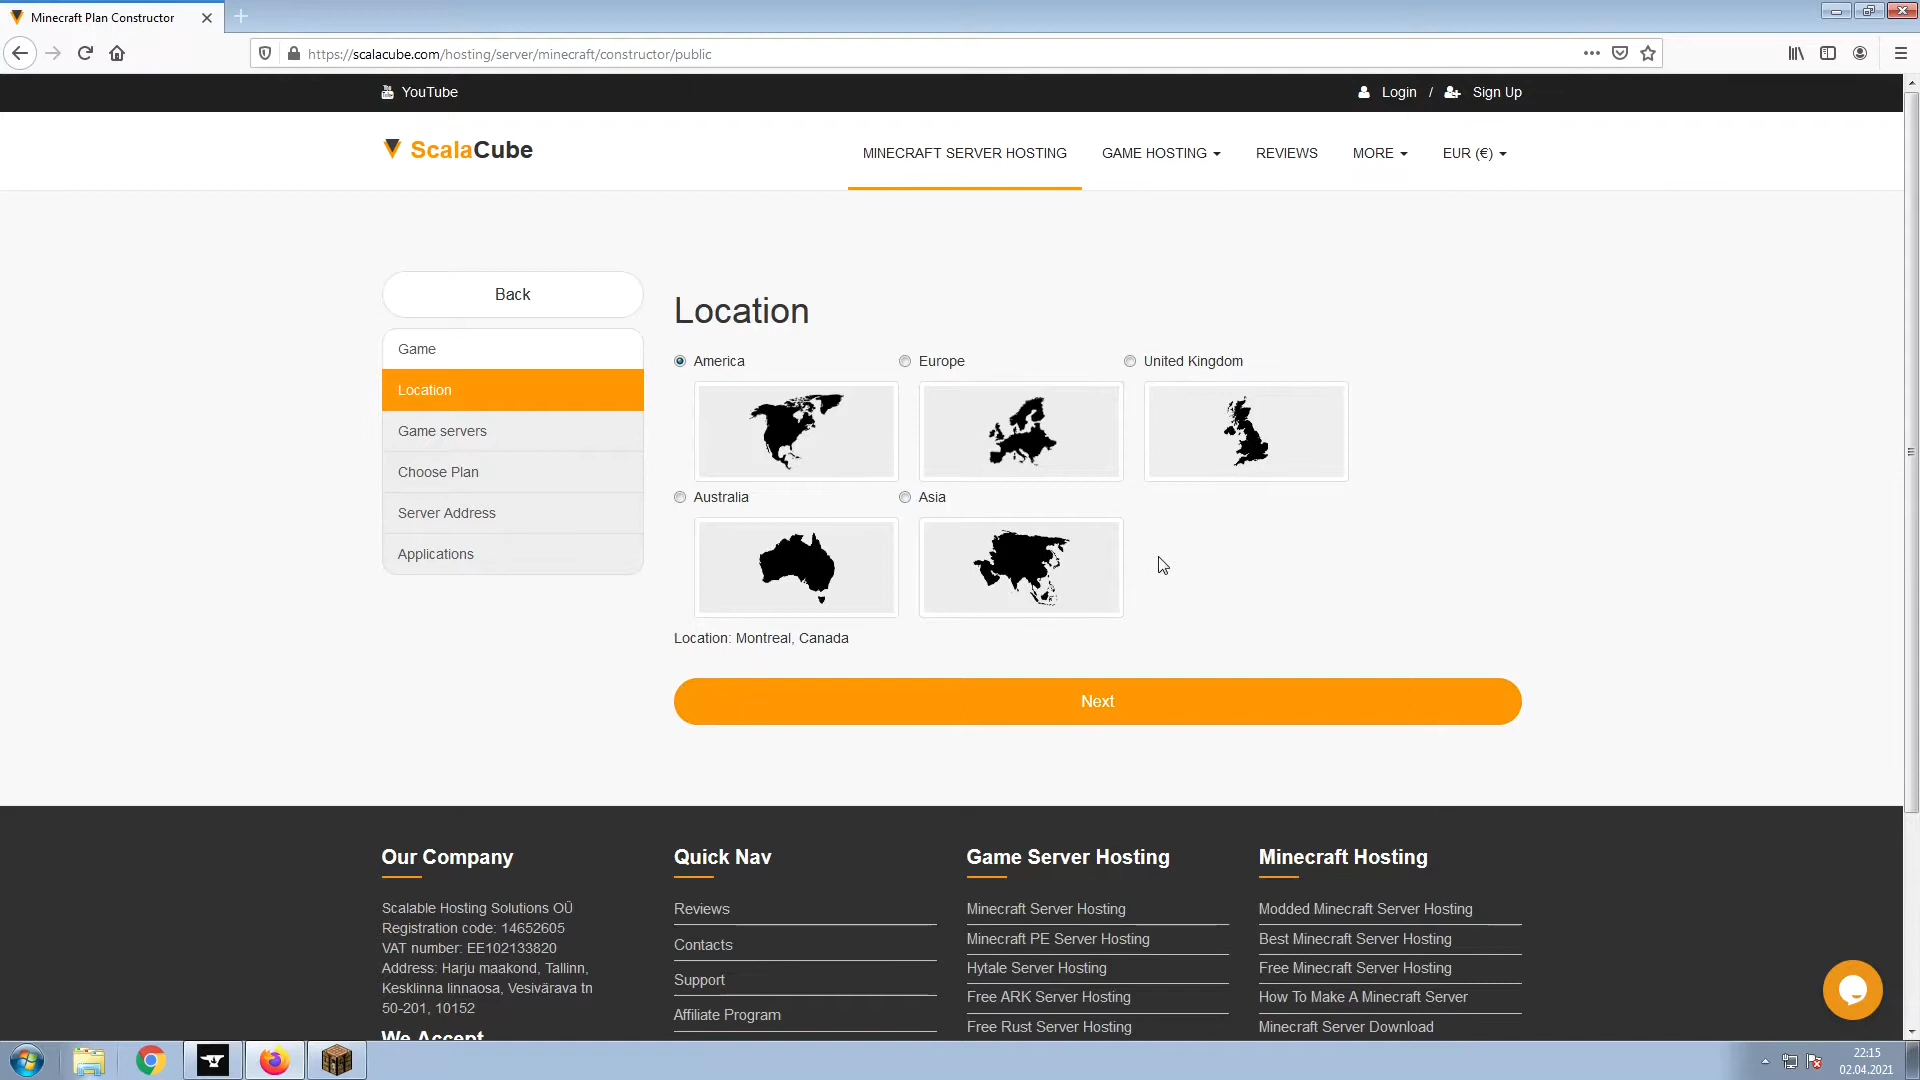 Minecraft Plan Constructor
https://scalacube.com/hosting/server/minecraft/constructor/public
YouTube
Login / Sign Up
ScalaCube
MINECRAFT SERVER HOSTING
GAME HOSTING
REVIEWS
MORE
EUR (€)
Back
Game
Location
Game servers
Choose Plan
Server Address
Applications
Location
America
Europe
United Kingdom
Australia
Asia
Location: Montreal, Canada
Next
Our Company
Scalable Hosting Solutions OÜ
Registration code: 14652605
VAT number: EE102133820
Address: Harju maakond, Tallinn,
Kesklinna linnaosa, Vesivärava tn
50-201, 10152
We Accept
Quick Nav
Reviews
Contacts
Support
Affiliate Program
Game Server Hosting
Minecraft Server Hosting
Minecraft PE Server Hosting
Hytale Server Hosting
Free ARK Server Hosting
Free Rust Server Hosting
Minecraft Hosting
Modded Minecraft Server Hosting
Best Minecraft Server Hosting
Free Minecraft Server Hosting
How To Make A Minecraft Server
Minecraft Server Download
22:15
02.04.2021